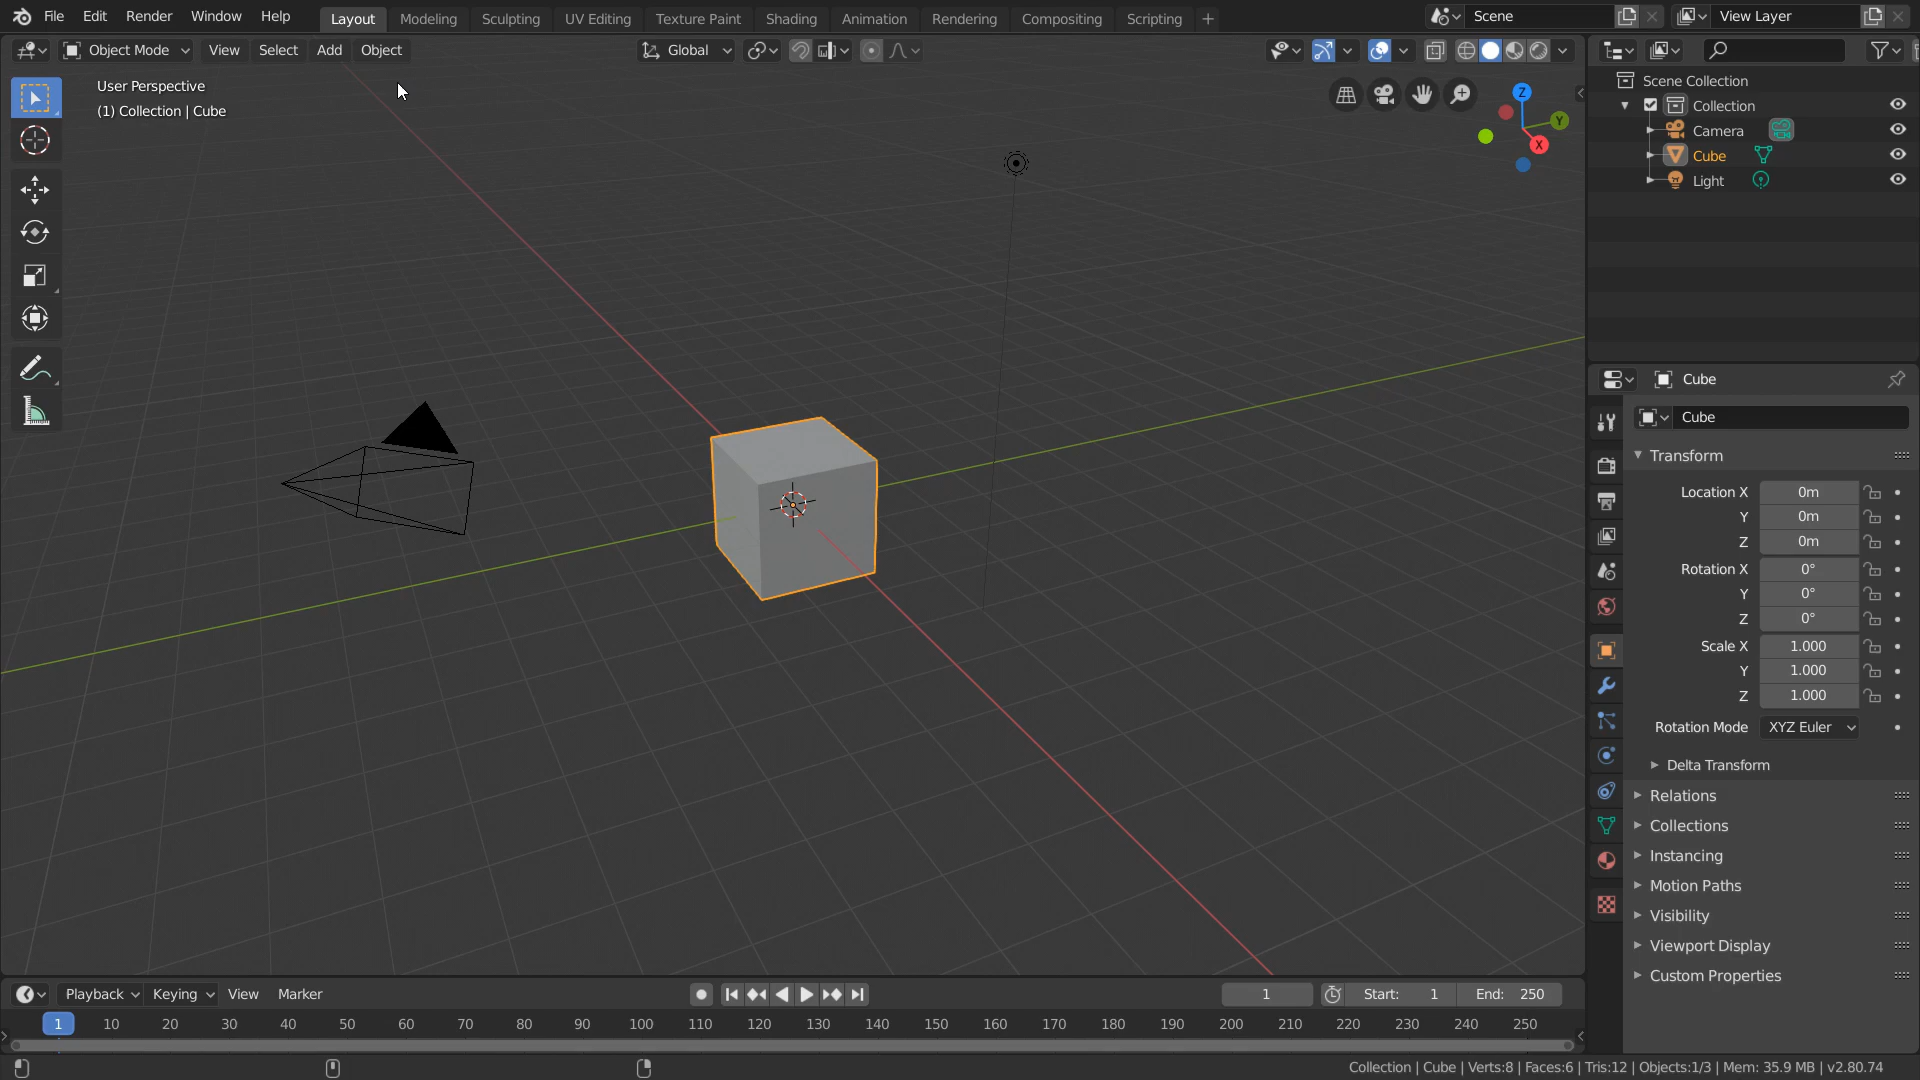 File Edit Render Window Help Layout Modeling Sculpting UV Editing Texture Paint Shading Animation Rendering Compositing Scripting + Scene View Layer
Object Mode View Select Add Object Global
User Perspective
(1) Collection | Cube
Z
Y
X
Scene Collection
Collection
Camera
Cube
Light
Cube
Cube
Transform
Location X 0m
Y 0m
Z 0m
Rotation X 0°
Y 0°
Z 0°
Scale X 1.000
Y 1.000
Z 1.000
Rotation Mode XYZ Euler
Delta Transform
Relations
Collections
Instancing
Motion Paths
Visibility
Viewport Display
Custom Properties
Playback Keying View Marker 1 Start: 1 End: 250
1 10 20 30 40 50 60 70 80 90 100 110 120 130 140 150 160 170 180 190 200 210 220 230 240 250
Collection | Cube | Verts:8 | Faces:6 | Tris:12 | Objects:1/3 | Mem: 35.9 MB | v2.80.74